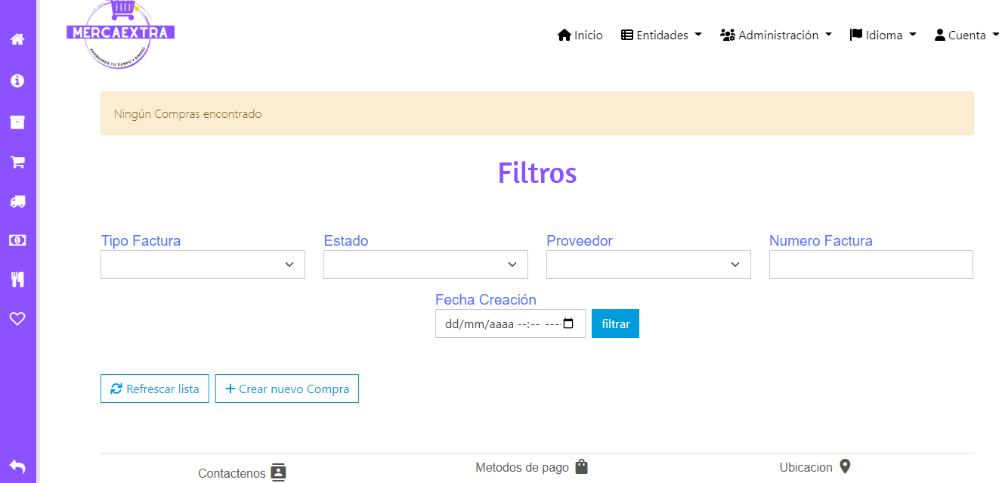 MERCAEXTRA
AHORRAMOS TU TIEMPO Y DINERO
Inicio
Entidades
Administración
Idioma
Cuenta
Ningún Compras encontrado
Filtros
Tipo Factura
Estado
Proveedor
Numero Factura
Fecha Creación
dd/mm/aaaa --:-- ----
filtrar
Refrescar lista
Crear nuevo Compra
Contactenos
Metodos de pago
Ubicacion